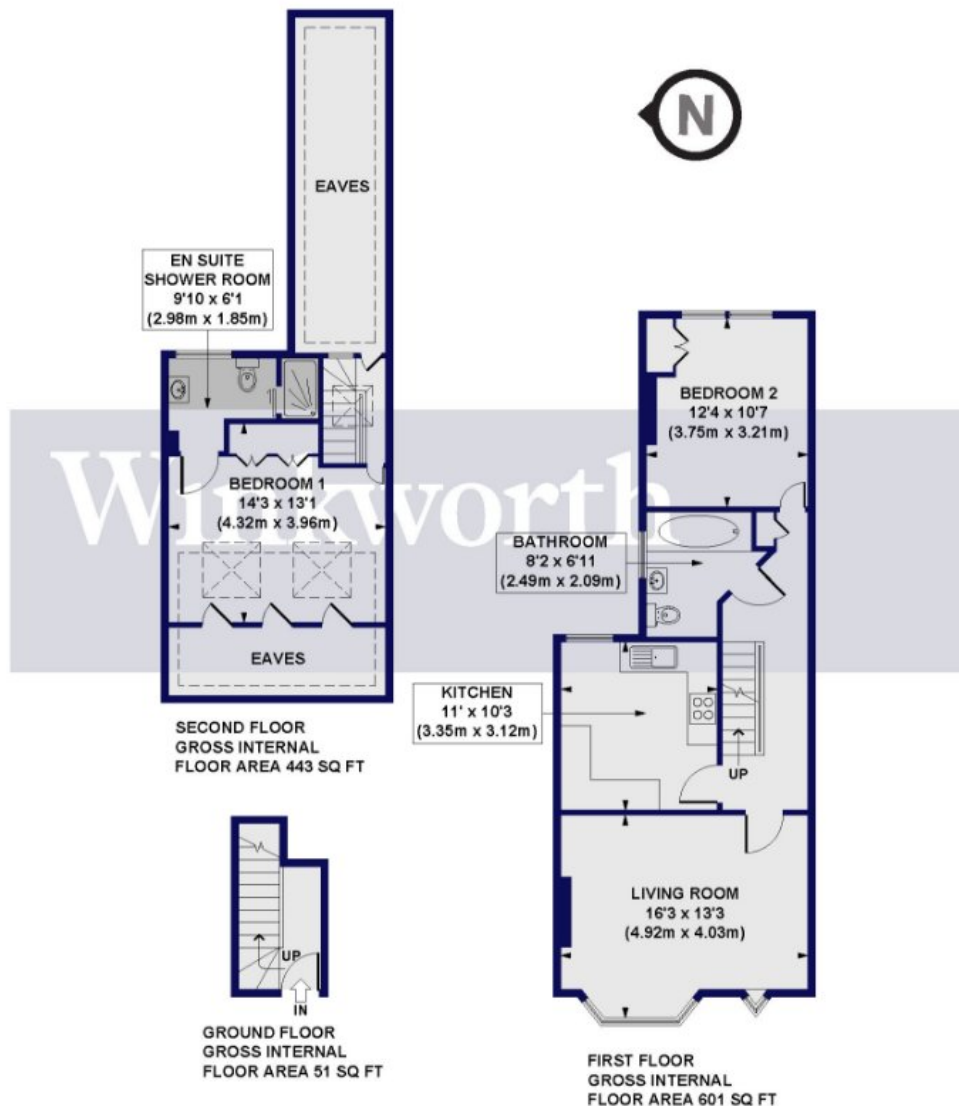 N
EAVES
EN SUITE
SHOWER ROOM
9'10 x 6'1
(2.98m x 1.85m)
BEDROOM 1
14'3 x 13'1
(4.32m x 3.96m)
EAVES
SECOND FLOOR
GROSS INTERNAL
FLOOR AREA 443 SQ FT
Winkworth
BEDROOM 2
12'4 x 10'7
(3.75m x 3.21m)
BATHROOM
8'2 x 6'11
(2.49m x 2.09m)
KITCHEN
11' x 10'3
(3.35m x 3.12m)
UP
LIVING ROOM
16'3 x 13'3
(4.92m x 4.03m)
UP
IN
GROUND FLOOR
GROSS INTERNAL
FLOOR AREA 51 SQ FT
FIRST FLOOR
GROSS INTERNAL
FLOOR AREA 601 SQ FT